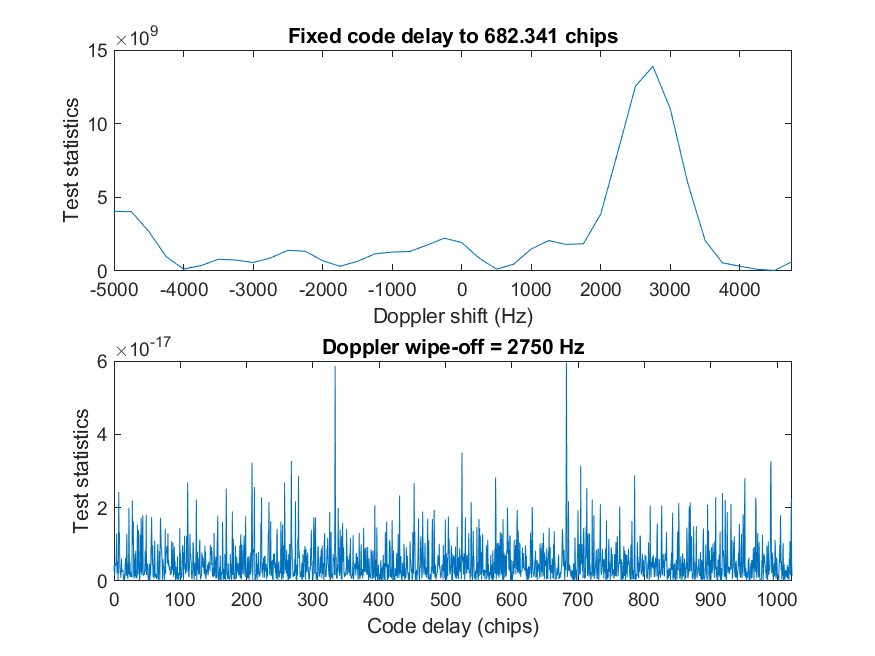 Fixed code delay to 682.341 chips
×10^9
15
10
5
0
Test statistics
-5000 -4000 -3000 -2000 -1000 0 1000 2000 3000 4000
Doppler shift (Hz)
Doppler wipe-off = 2750 Hz
×10^-17
6
4
2
0
Test statistics
0 100 200 300 400 500 600 700 800 900 1000
Code delay (chips)